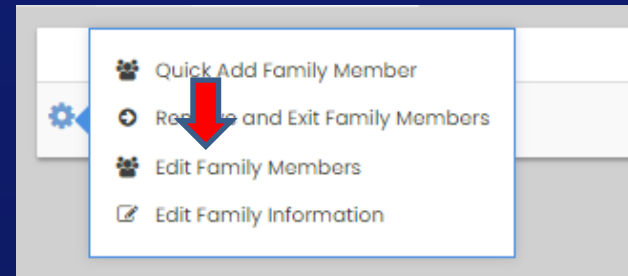 Quick Add Family Member
and Exit Family Members
Edit Family Members
Edit Family Information